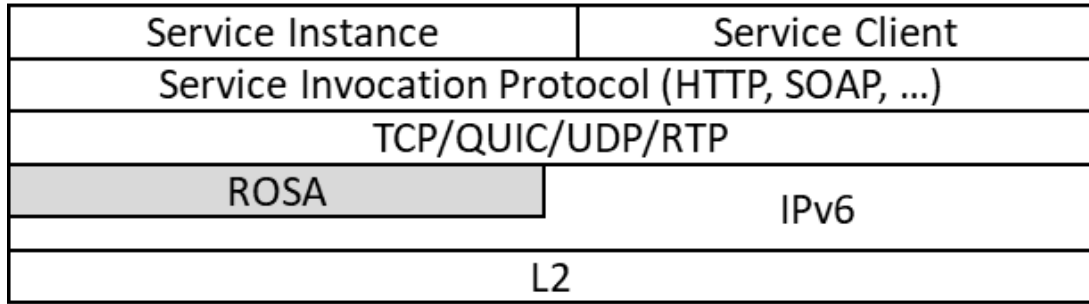 Service Instance
Service Client
Service Invocation Protocol (HTTP, SOAP, ...)
TCP/QUIC/UDP/RTP
ROSA
IPv6
L2